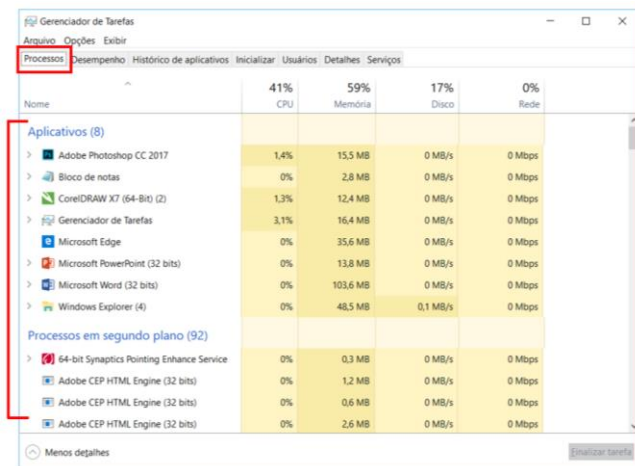 Gerenciador de Tarefas
Arquivo Opções Exibir
Processos Desempenho Histórico de aplicativos Inicializar Usuários Detalhes Serviços
41% 59% 17% 0%
Nome CPU Memória Disco Rede
Aplicativos (8)
Adobe Photoshop CC 2017 1,4% 15,5 MB 0 MB/s 0 Mbps
Bloco de notas 0% 2,8 MB 0 MB/s 0 Mbps
CorelDRAW X7 (64-Bit) (2) 1,3% 12,4 MB 0 MB/s 0 Mbps
Gerenciador de Tarefas 3,1% 16,4 MB 0 MB/s 0 Mbps
Microsoft Edge 0% 35,6 MB 0 MB/s 0 Mbps
Microsoft PowerPoint (32 bits) 0% 13,8 MB 0 MB/s 0 Mbps
Microsoft Word (32 bits) 0% 103,6 MB 0 MB/s 0 Mbps
Windows Explorer (4) 0% 48,5 MB 0,1 MB/s 0 Mbps
Processos em segundo plano (92)
64-bit Synaptics Pointing Enhance Service 0% 0,3 MB 0 MB/s 0 Mbps
Adobe CEP HTML Engine (32 bits) 0% 1,2 MB 0 MB/s 0 Mbps
Adobe CEP HTML Engine (32 bits) 0% 0,6 MB 0 MB/s 0 Mbps
Adobe CEP HTML Engine (32 bits) 0% 2,6 MB 0 MB/s 0 Mbps
Menos detalhes Finalizar tarefa